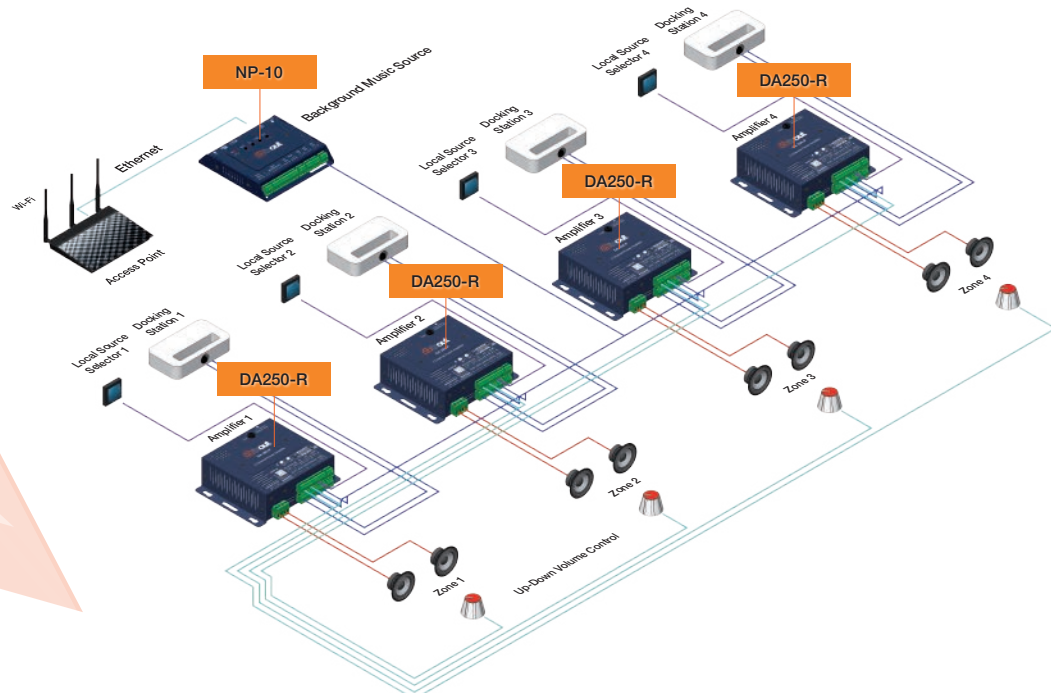 Docking
Station 4
Local Source
Selector 4
DA250-R
Amplifier 4
NP-10
Background Music Source
Ethernet
Wi-Fi
Access Point
Docking
Station 3
Local Source
Selector 3
DA250-R
Amplifier 3
Zone 4
Docking
Station 2
Local Source
Selector 2
DA250-R
Amplifier 2
Zone 3
Docking
Station 1
Local Source
Selector 1
DA250-R
Amplifier 1
Zone 2
Up-Down Volume Control
Zone 1